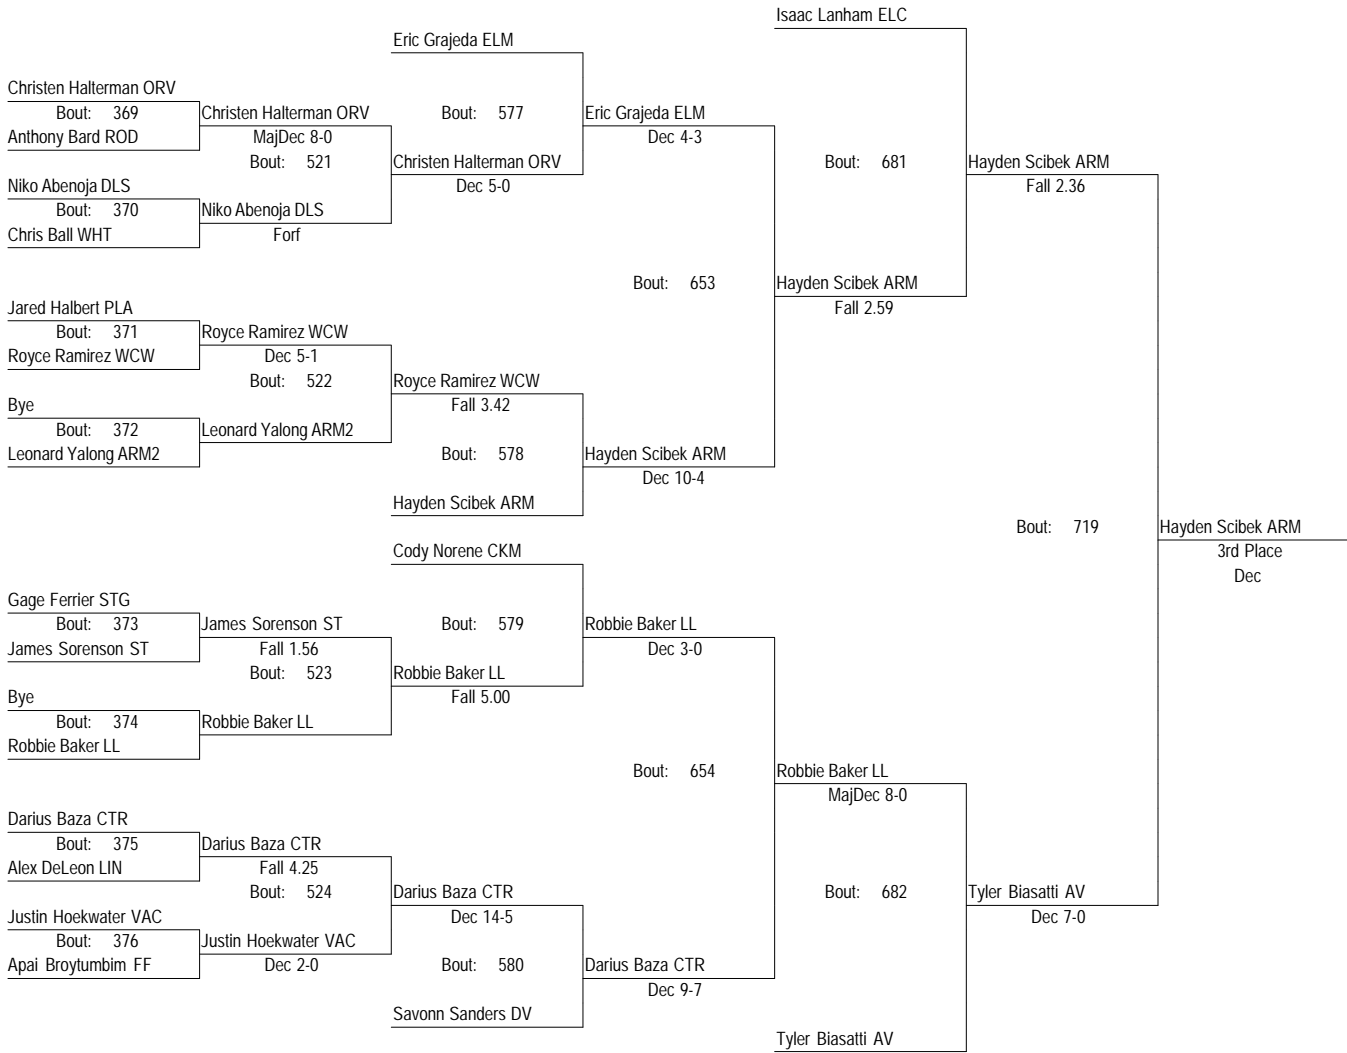 Isaac Lanham ELC
Eric Grajeda ELM
Christen Halterman ORV
Bout: 369
Christen Halterman ORV
Bout: 577
Eric Grajeda ELM
Anthony Bard ROD
MajDec 8-0
Dec 4-3
Bout: 521
Christen Halterman ORV
Bout: 681
Hayden Scibek ARM
Niko Abenoja DLS
Dec 5-0
Fall 2.36
Bout: 370
Niko Abenoja DLS
Chris Ball WHT
Forf
Bout: 653
Hayden Scibek ARM
Jared Halbert PLA
Fall 2.59
Bout: 371
Royce Ramirez WCW
Royce Ramirez WCW
Dec 5-1
Bout: 522
Royce Ramirez WCW
Bye
Fall 3.42
Bout: 372
Leonard Yalong ARM2
Leonard Yalong ARM2
Bout: 578
Hayden Scibek ARM
Dec 10-4
Hayden Scibek ARM
Bout: 719
Hayden Scibek ARM
Cody Norene CKM
3rd Place
Dec
Gage Ferrier STG
Bout: 373
James Sorenson ST
Bout: 579
Robbie Baker LL
James Sorenson ST
Fall 1.56
Dec 3-0
Bout: 523
Robbie Baker LL
Bye
Fall 5.00
Bout: 374
Robbie Baker LL
Robbie Baker LL
Bout: 654
Robbie Baker LL
MajDec 8-0
Darius Baza CTR
Bout: 375
Darius Baza CTR
Alex DeLeon LIN
Fall 4.25
Bout: 524
Darius Baza CTR
Bout: 682
Tyler Biasatti AV
Justin Hoekwater VAC
Dec 14-5
Dec 7-0
Bout: 376
Justin Hoekwater VAC
Apai Broytumbim FF
Dec 2-0
Bout: 580
Darius Baza CTR
Dec 9-7
Savonn Sanders DV
Tyler Biasatti AV